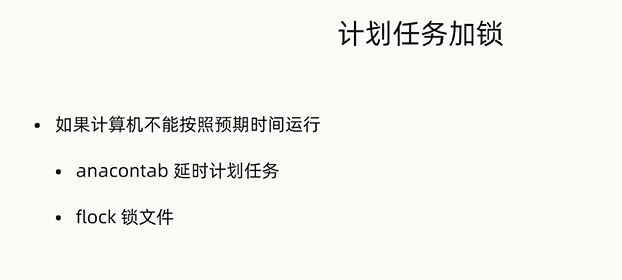 计划任务加锁
• 如果计算机不能按照预期时间运行
• anacontab 延时计划任务
• flock 锁文件